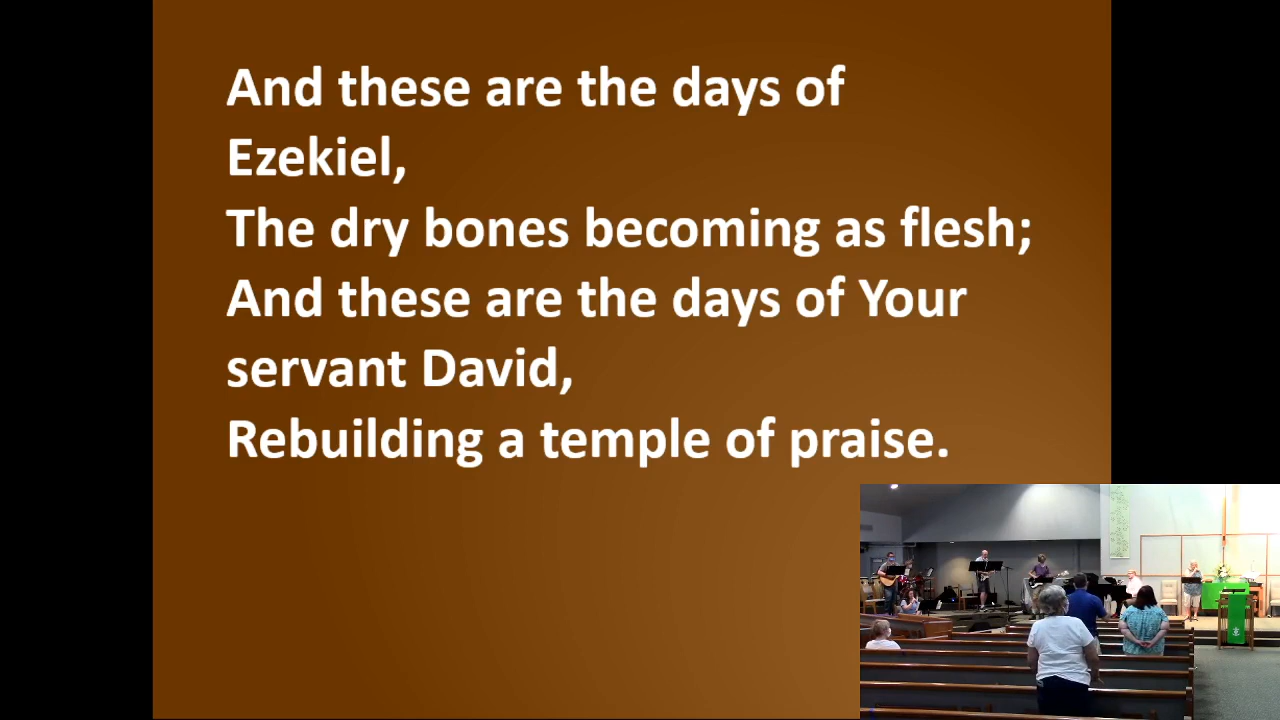 And these are the days of
Ezekiel,
The dry bones becoming as flesh;
And these are the days of Your
servant David,
Rebuilding a temple of praise.